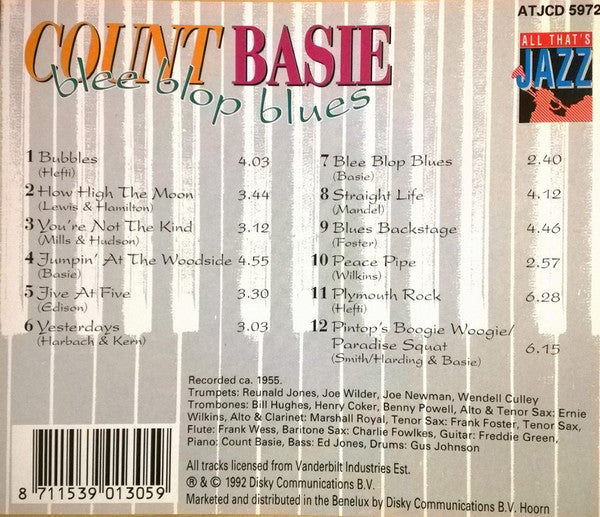 ATJCD 5972
COUNT BASIE
blee blop blues
ALL THAT'S
JAZZ
1 Bubbles 4.03
(Hefti)
2 How High The Moon 3.44
(Lewis & Hamilton)
3 You're Not The Kind 3.12
(Mills & Hudson)
4 Jumpin' At The Woodside 4.55
(Basie)
5 Jive At Five 3.30
(Edison)
6 Yesterdays 3.03
(Harbach & Kern)
7 Blee Blop Blues 2.40
(Basie)
8 Straight Life 4.12
(Mandel)
9 Blues Backstage 4.46
(Foster)
10 Peace Pipe 2.57
(Wilkins)
11 Plymouth Rock 6.28
(Hefti)
12 Pintop's Boogie Woogie/
Paradise Squat 6.15
(Smith/Harding & Basie)
Recorded ca. 1955.
Trumpets: Reunald Jones, Joe Wilder, Joe Newman, Wendell Culley
Trombones: Bill Hughes, Henry Coker, Benny Powell, Alto & Tenor Sax: Ernie
Wilkins, Alto & Clarinet: Marshall Royal, Tenor Sax: Frank Foster, Tenor Sax,
Flute: Frank Wess, Baritone Sax: Charlie Fowlkes, Guitar: Freddie Green,
Piano: Count Basie, Bass: Ed Jones, Drums: Gus Johnson
All tracks licensed from Vanderbilt Industries Est.
® & © 1992 Disky Communications B.V.
Marketed and distributed in the Benelux by Disky Communications B.V. Hoorn
8 711539 013059